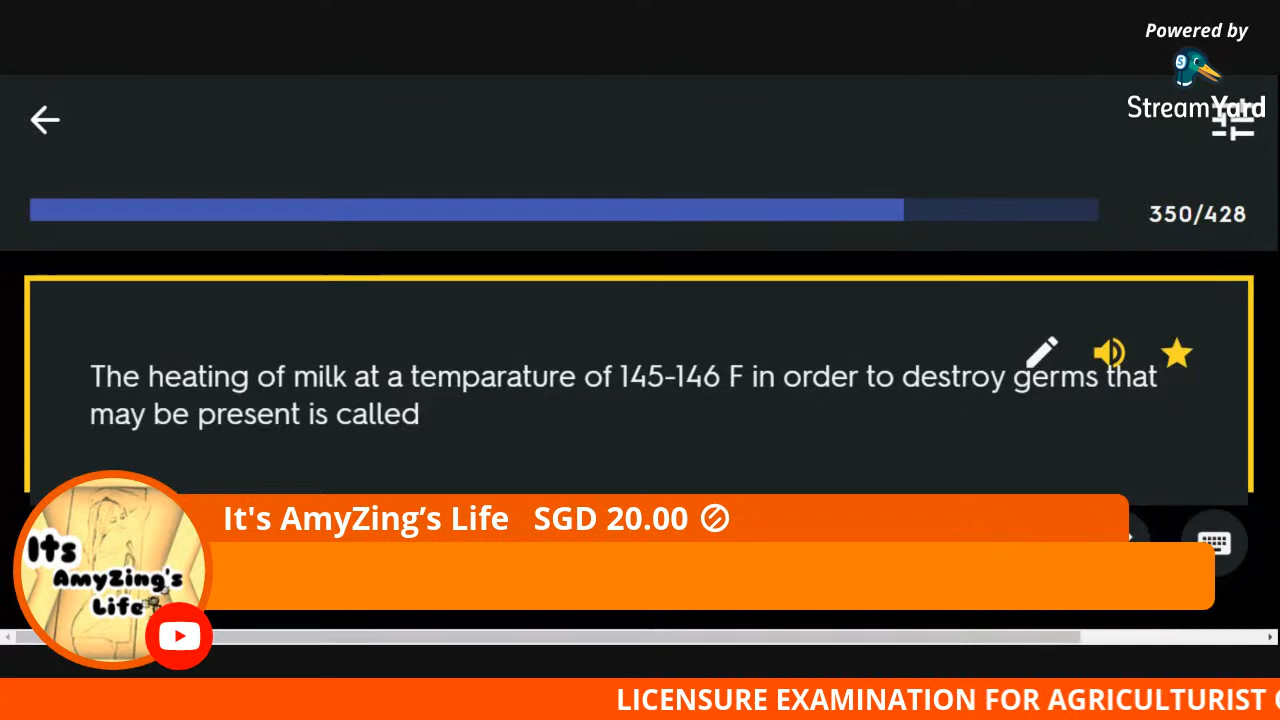 Powered by
StreamYard
350/428
The heating of milk at a temparature of 145-146 F in order to destroy germs that
may be present is called
It's AmyZing’s Life SGD 20.00
Its
AmyZing's
Life
LICENSURE EXAMINATION FOR AGRICULTURIST